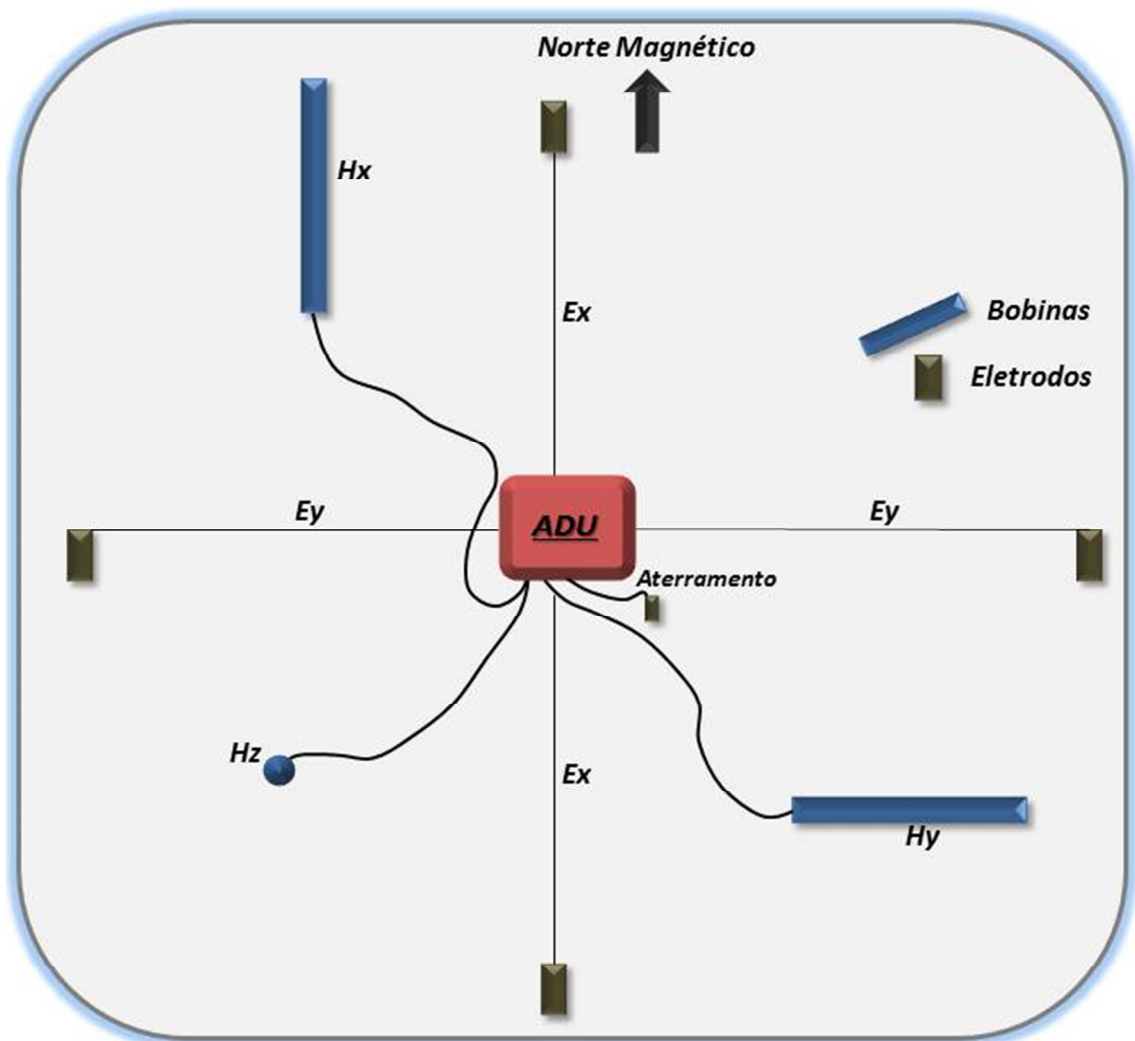 Norte Magnético
Hx
Ex
Bobinas
Eletrodos
Ey
Ey
ADU
Aterramento
Hz
Ex
Hy